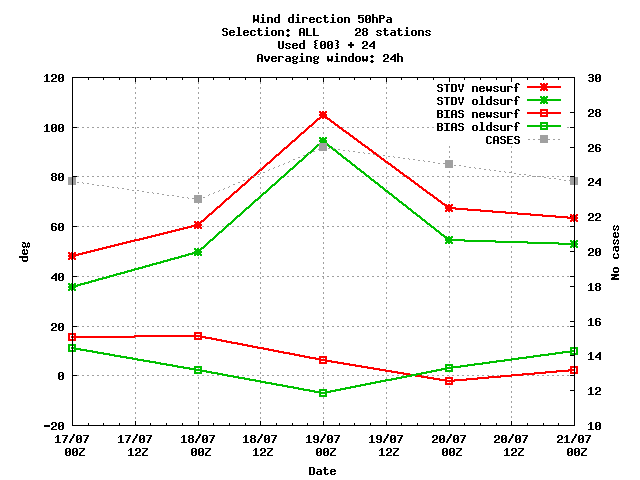 Wind direction 50hPa
Selection: ALL     28 stations
Used {00} + 24
Averaging window: 24h
STDV newsurf
STDV oldsurf
BIAS newsurf
BIAS oldsurf
CASES
120
100
80
60
40
20
0
-20
deg
30
28
26
24
22
20
18
16
14
12
10
No cases
17/07 17/07 18/07 18/07 19/07 19/07 20/07 20/07 21/07
00Z 12Z 00Z 12Z 00Z 12Z 00Z 12Z 00Z
Date